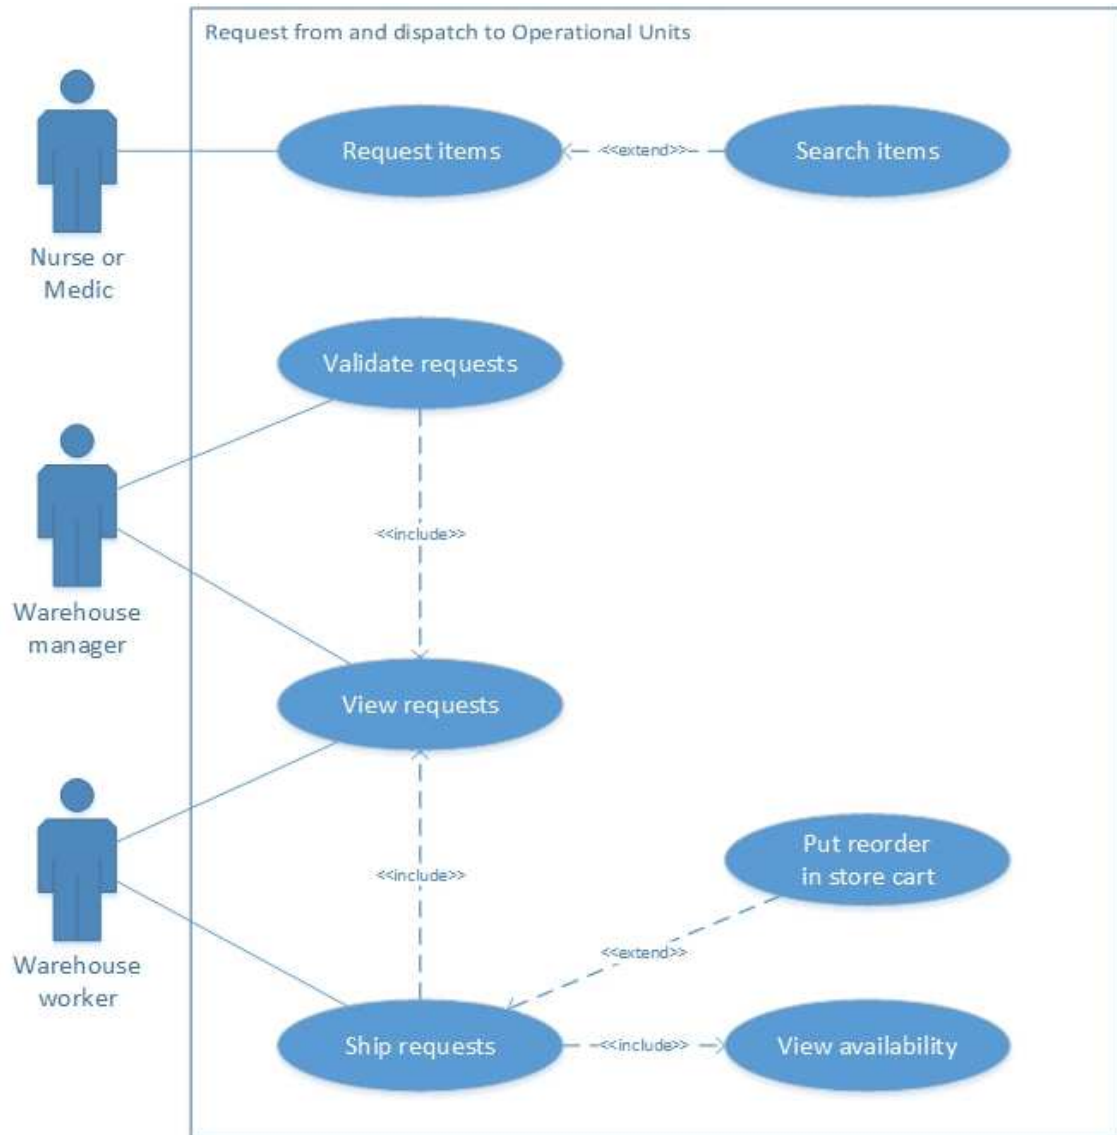 Request from and dispatch to Operational Units
Request items
<<extend>>
Search items
Nurse or
Medic
Validate requests
<<include>>
Warehouse
manager
View requests
<<include>>
Put reorder
in store cart
<<extend>>
Warehouse
worker
Ship requests
<<include>>
View availability